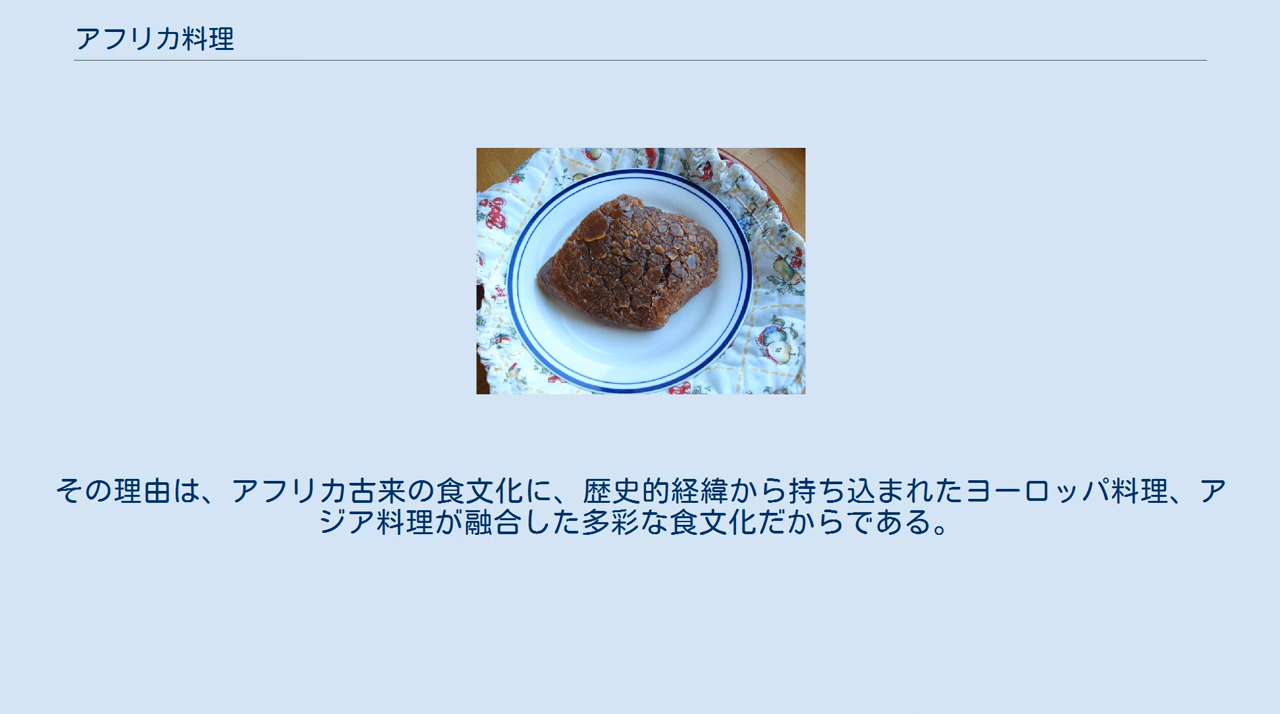 アフリカ料理
その理由は、アフリカ古来の食文化に、歴史的経緯から持ち込まれたヨーロッパ料理、ア
ジア料理が融合した多彩な食文化だからである。